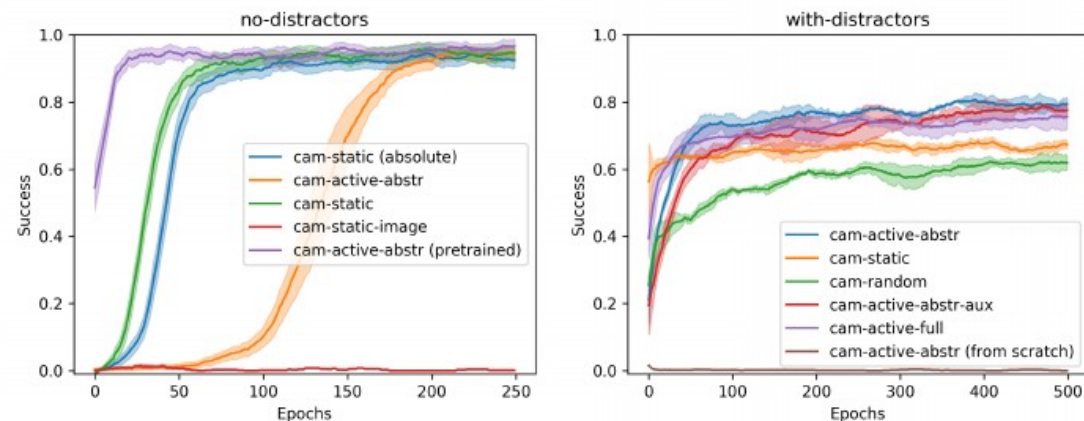 no-distractors
1.0
0.8
0.6
0.4
0.2
0.0
Success
cam-static (absolute)
cam-active-abstr
cam-static
cam-static-image
cam-active-abstr (pretrained)
0 50 100 150 200 250
Epochs
with-distractors
1.0
0.8
0.6
0.4
0.2
0.0
Success
cam-active-abstr
cam-static
cam-random
cam-active-abstr-aux
cam-active-full
cam-active-abstr (from scratch)
0 100 200 300 400 500
Epochs